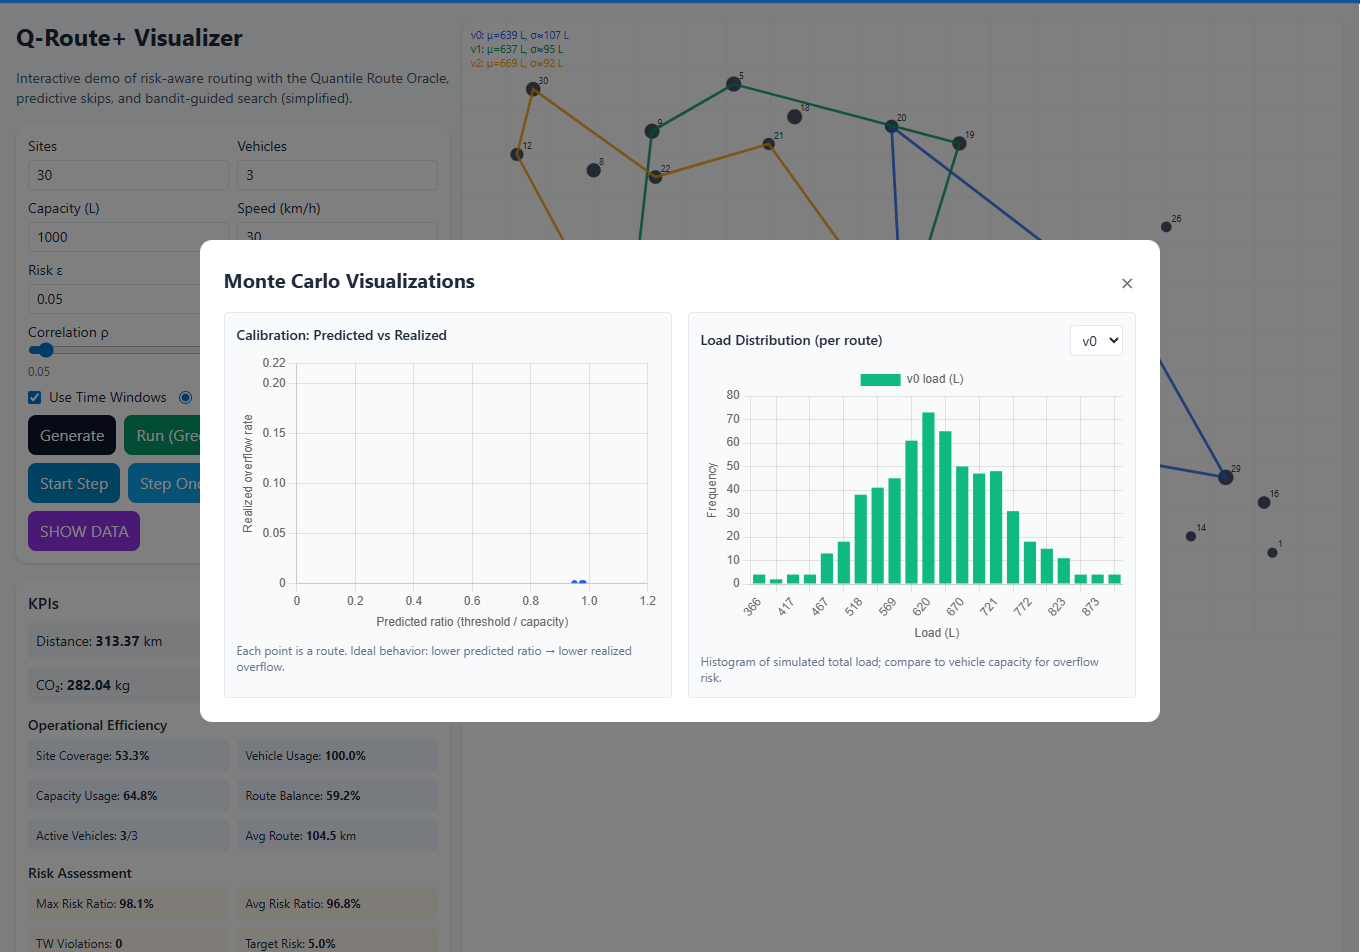 Q-Route+ Visualizer
Interactive demo of risk-aware routing with the Quantile Route Oracle,
predictive skips, and bandit-guided search (simplified).
Sites
Vehicles
30
3
Capacity (L)
Speed (km/h)
1000
30
Risk ε
0.05
Correlation ρ
0.05
Use Time Windows
Generate
Run (Gre
Start Step
Step On
SHOW DATA
KPIs
Distance: 313.37 km
CO₂: 282.04 kg
Operational Efficiency
Site Coverage: 53.3%
Vehicle Usage: 100.0%
Capacity Usage: 64.8%
Route Balance: 59.2%
Active Vehicles: 3/3
Avg Route: 104.5 km
Risk Assessment
Max Risk Ratio: 98.1%
Avg Risk Ratio: 96.8%
TW Violations: 0
Target Risk: 5.0%
v0: μ=639 L, σ≈107 L
v1: μ=637 L, σ≈95 L
v2: μ=669 L, σ≈92 L
30
5
18
20
9
21
19
12
8
22
26
29
16
14
1
Monte Carlo Visualizations
×
Calibration: Predicted vs Realized
0.22
0.20
0.15
0.10
0.05
0
Realized overflow rate
0
0.2
0.4
0.6
0.8
1.0
1.2
Predicted ratio (threshold / capacity)
Each point is a route. Ideal behavior: lower predicted ratio → lower realized
overflow.
Load Distribution (per route)
v0
v0 load (L)
80
70
60
50
40
30
20
10
0
Frequency
366
417
467
518
569
620
670
721
772
823
873
Load (L)
Histogram of simulated total load; compare to vehicle capacity for overflow
risk.